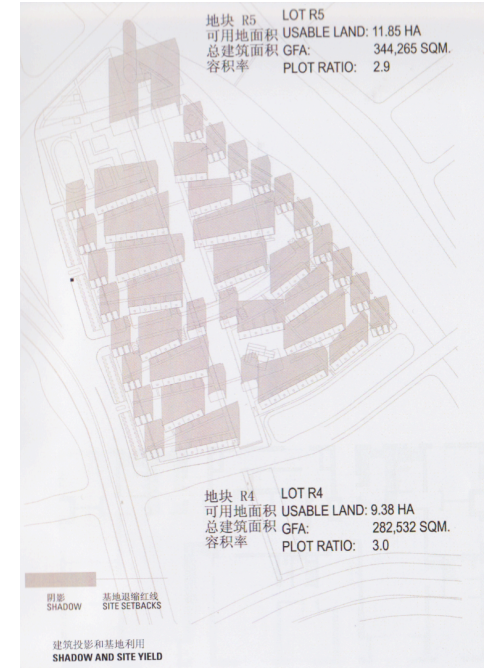 地块 R5 LOT R5
可用地面积 USABLE LAND: 11.85 HA
总建筑面积 GFA: 344,265 SQM.
容积率 PLOT RATIO: 2.9
地块 R4 LOT R4
可用地面积 USABLE LAND: 9.38 HA
总建筑面积 GFA: 282,532 SQM.
容积率 PLOT RATIO: 3.0
阴影 基地退缩红线
SHADOW SITE SETBACKS
建筑投影和基地利用
SHADOW AND SITE YIELD